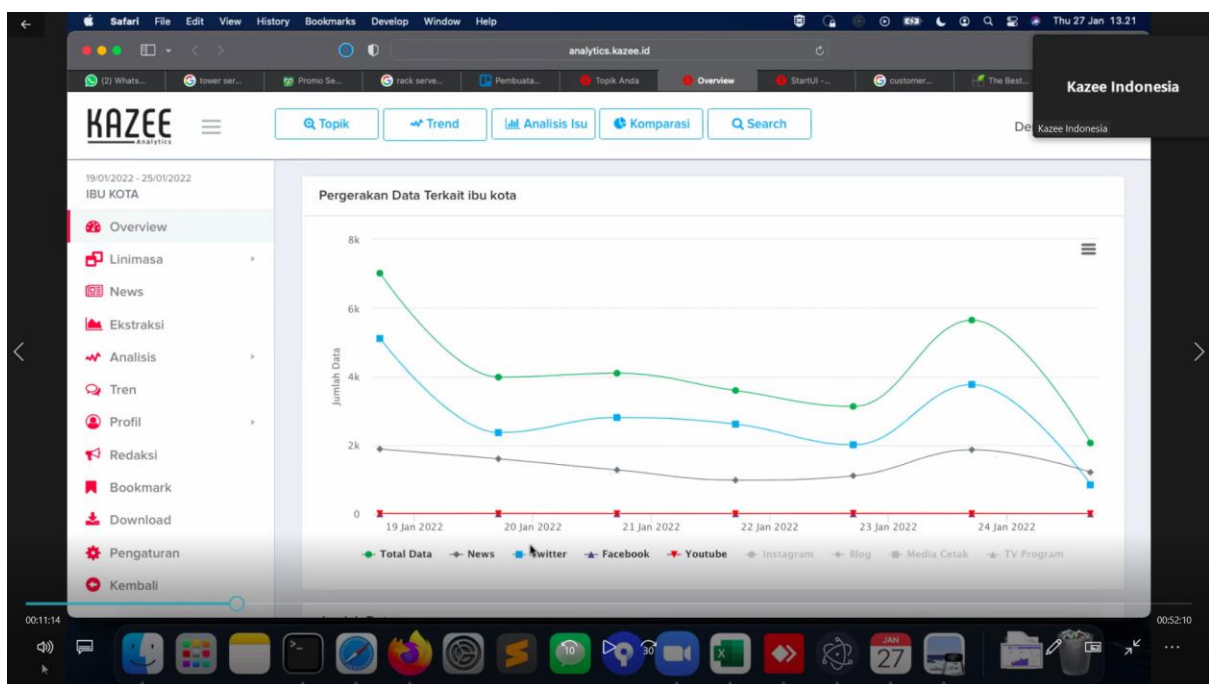 Safari File Edit View History Bookmarks Develop Window Help Thu 27 Jan 13.21
analytics.kazee.id
(2) Whats... tower ser... Promo Se... rack serve... Pembuata... Topik Anda Overview StartUI -... customer... The Best...
Kazee Indonesia
Kazee Indonesia
KAZEE
Analytics
Topik Trend Analisis Isu Komparasi Search
19/01/2022 - 25/01/2022
IBU KOTA
Overview
Linimasa
News
Ekstraksi
Analisis
Tren
Profil
Redaksi
Bookmark
Download
Pengaturan
Kembali
Pergerakan Data Terkait ibu kota
Jumlah Data
8k
6k
4k
2k
0
19 Jan 2022 20 Jan 2022 21 Jan 2022 22 Jan 2022 23 Jan 2022 24 Jan 2022
Total Data News Twitter Facebook Youtube Instagram Blog Media Cetak TV Program
00:11:14 00:52:10
10 30
JAN
27